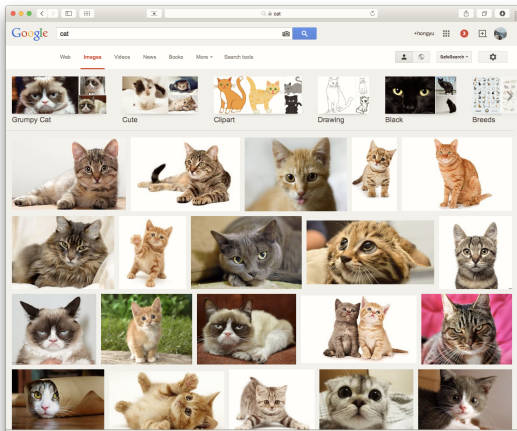 cat
Google
cat
+hongyu
Web Images Videos News Books More Search tools
SafeSearch
Grumpy Cat
Cute
Clipart
Drawing
Black
Breeds